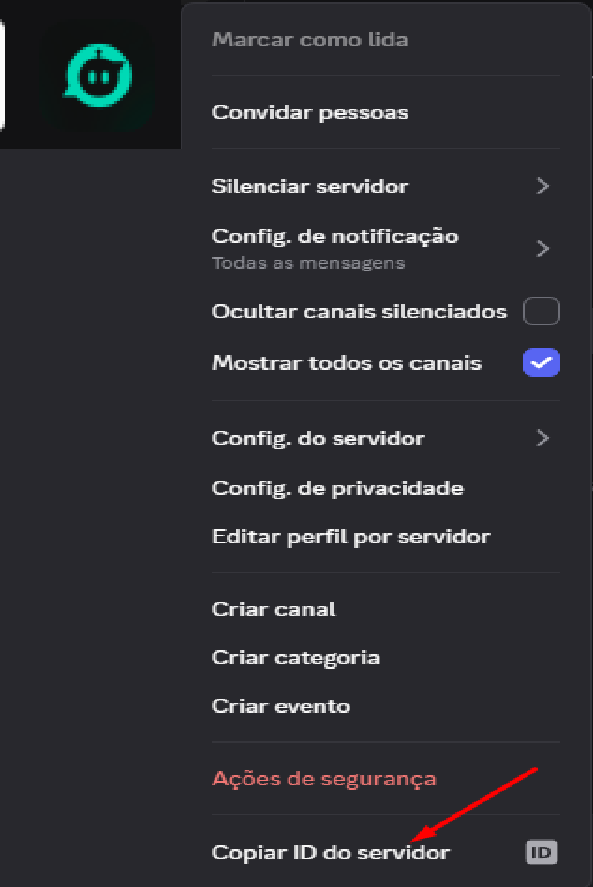 Marcar como lida
Convidar pessoas
Silenciar servidor
Config. de notificação
Todas as mensagens
Ocultar canais silenciados
Mostrar todos os canais
Config. do servidor
Config. de privacidade
Editar perfil por servidor
Criar canal
Criar categoria
Criar evento
Ações de segurança
Copiar ID do servidor ID